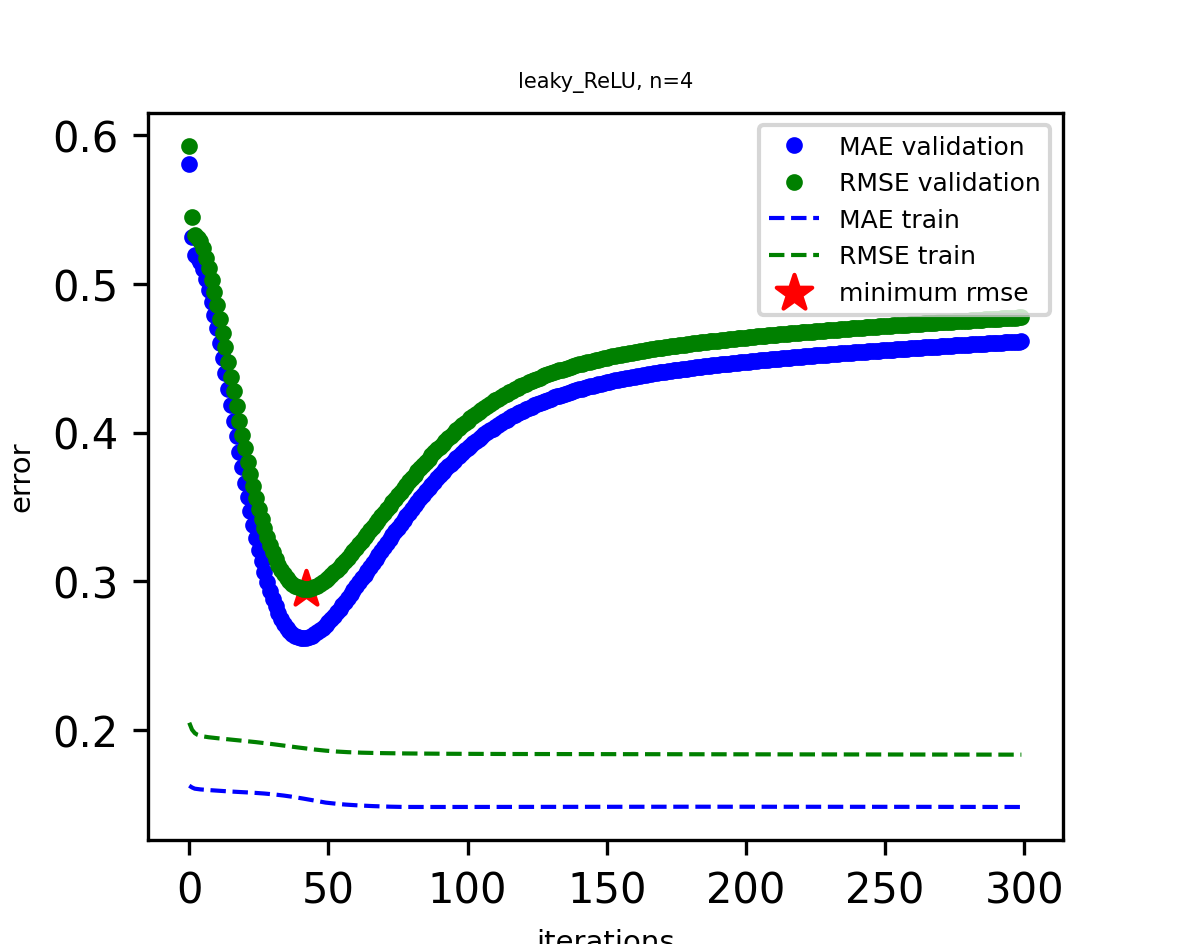 leaky_ReLU, n=4
0.6
0.5
0.4
0.3
0.2
error
MAE validation
RMSE validation
MAE train
RMSE train
minimum rmse
0 50 100 150 200 250 300
iterations